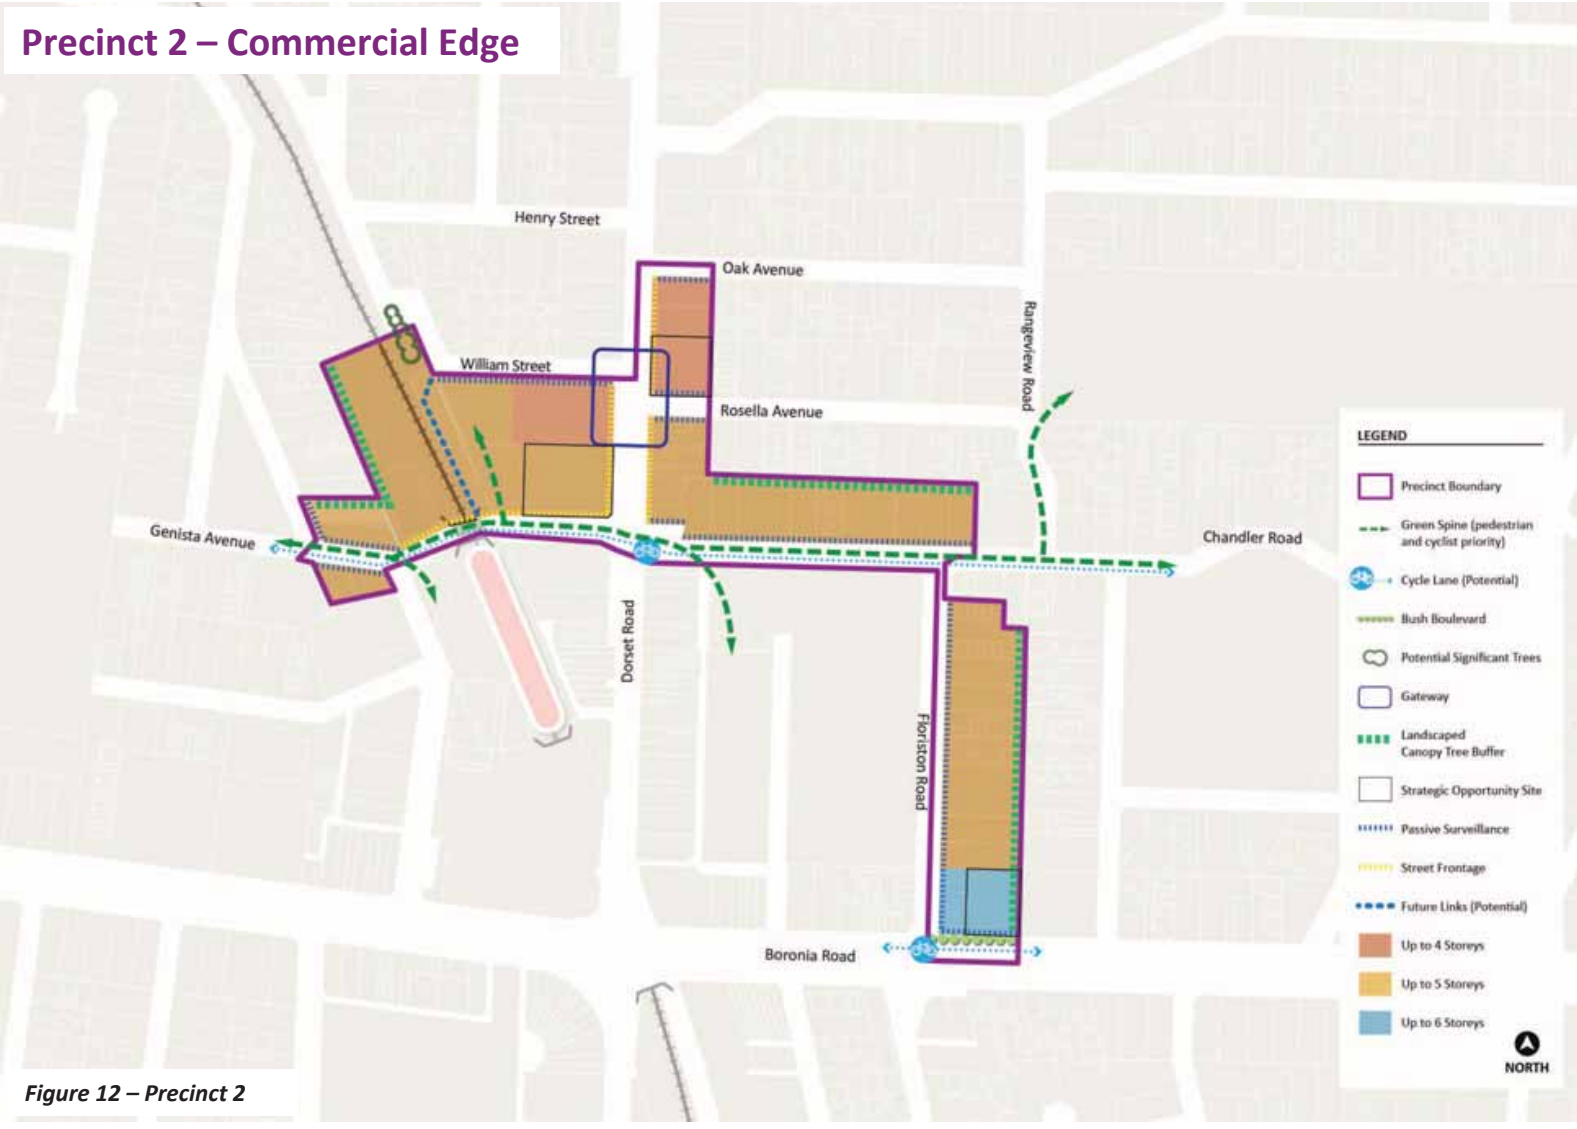 Precinct 2 – Commercial Edge
Henry Street
Oak Avenue
Rangeview Road
William Street
Rosella Avenue
Genista Avenue
Chandler Road
Dorset Road
Floriston Road
Boronia Road
LEGEND
Precinct Boundary
Green Spine (pedestrian
and cyclist priority)
Cycle Lane (Potential)
Bush Boulevard
Potential Significant Trees
Gateway
Landscaped
Canopy Tree Buffer
Strategic Opportunity Site
Passive Surveillance
Street Frontage
Future Links (Potential)
Up to 4 Storeys
Up to 5 Storeys
Up to 6 Storeys
NORTH
Figure 12 – Precinct 2